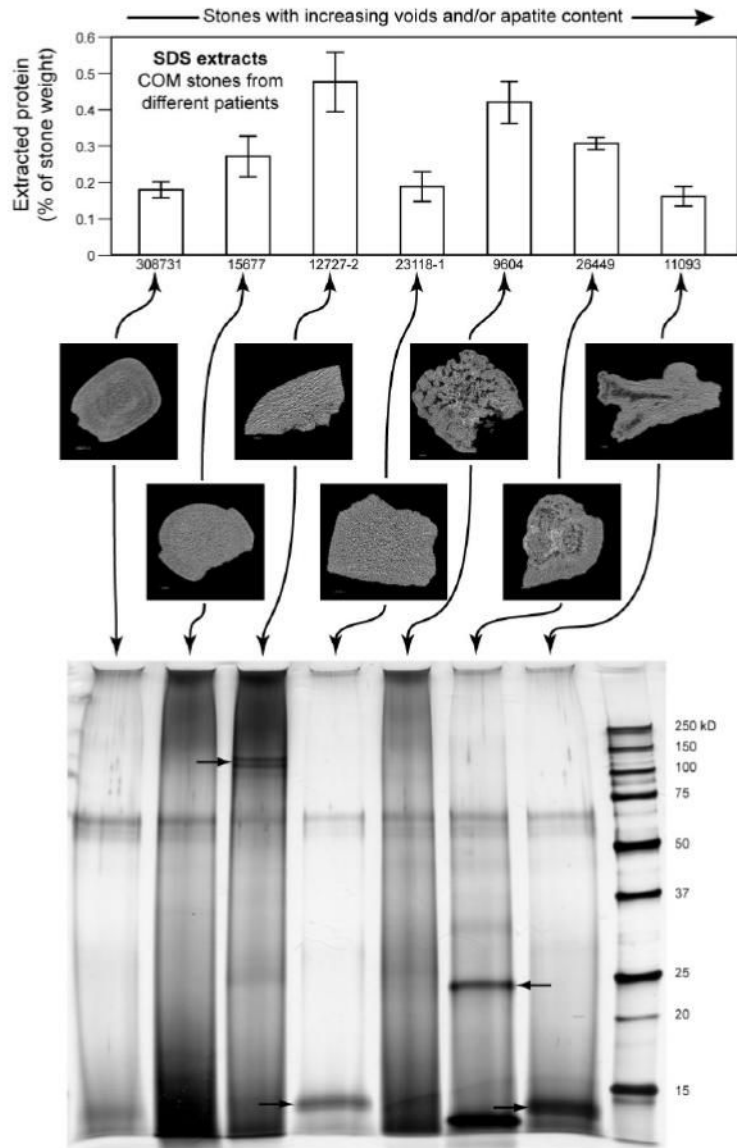 Stones with increasing voids and/or apatite content
SDS extracts
COM stones from
different patients
Extracted protein
(% of stone weight)
0.6
0.5
0.4
0.3
0.2
0.1
0
308731 15677 12727-2 23118-1 9604 26449 11093
250 kD
150
100
75
50
37
25
20
15